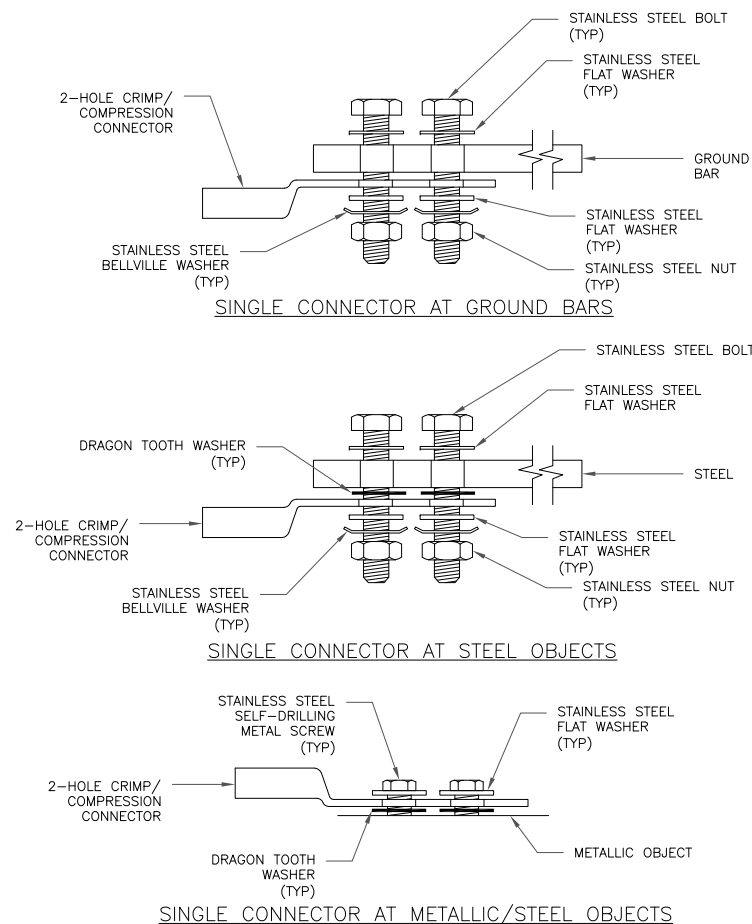 STAINLESS STEEL BOLT
(TYP)
STAINLESS STEEL
FLAT WASHER
(TYP)
2-HOLE CRIMP/
COMPRESSION
CONNECTOR
GROUND
BAR
STAINLESS STEEL
FLAT WASHER
(TYP)
STAINLESS STEEL
BELLVILLE WASHER
(TYP)
STAINLESS STEEL NUT
(TYP)
SINGLE CONNECTOR AT GROUND BARS
STAINLESS STEEL BOLT
STAINLESS STEEL
FLAT WASHER
DRAGON TOOTH WASHER
(TYP)
STEEL
2-HOLE CRIMP/
COMPRESSION
CONNECTOR
STAINLESS STEEL
FLAT WASHER
(TYP)
STAINLESS STEEL
BELLVILLE WASHER
(TYP)
STAINLESS STEEL NUT
(TYP)
SINGLE CONNECTOR AT STEEL OBJECTS
STAINLESS STEEL
SELF-DRILLING
METAL SCREW
(TYP)
STAINLESS STEEL
FLAT WASHER
(TYP)
2-HOLE CRIMP/
COMPRESSION
CONNECTOR
DRAGON TOOTH
WASHER
(TYP)
METALLIC OBJECT
SINGLE CONNECTOR AT METALLIC/STEEL OBJECTS